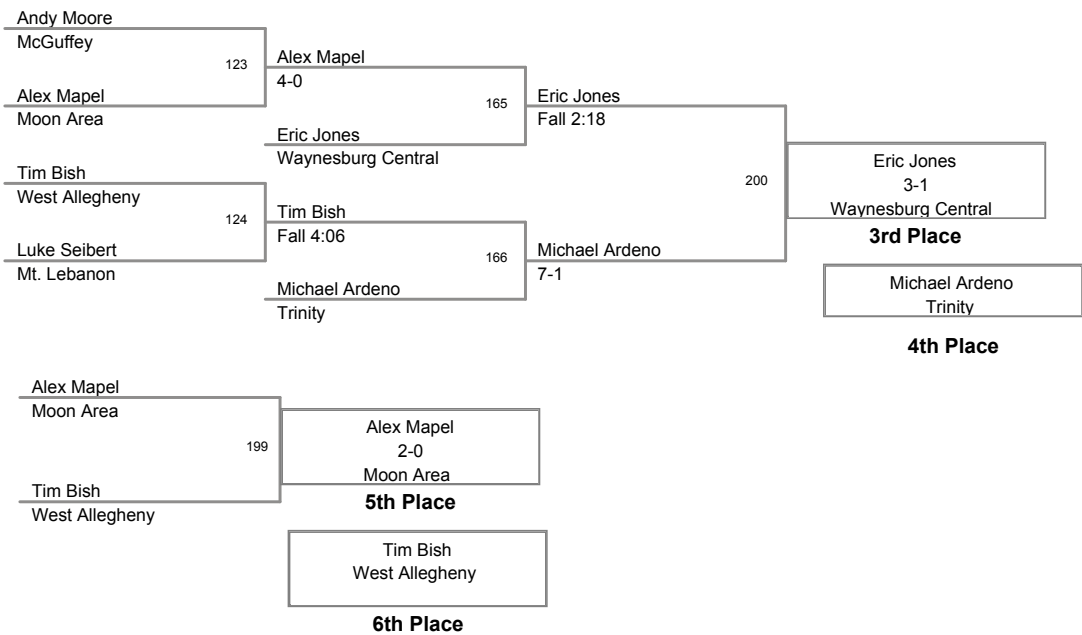 Andy Moore
McGuffey
123
Alex Mapel
4-0
Alex Mapel
Moon Area
165
Eric Jones
Fall 2:18
Eric Jones
Waynesburg Central
Tim Bish
West Allegheny
124
Tim Bish
Fall 4:06
Luke Seibert
Mt. Lebanon
166
Michael Ardeno
7-1
Michael Ardeno
Trinity
200
Eric Jones
3-1
Waynesburg Central
3rd Place
Michael Ardeno
Trinity
4th Place
Alex Mapel
Moon Area
199
Tim Bish
West Allegheny
Alex Mapel
2-0
Moon Area
5th Place
Tim Bish
West Allegheny
6th Place